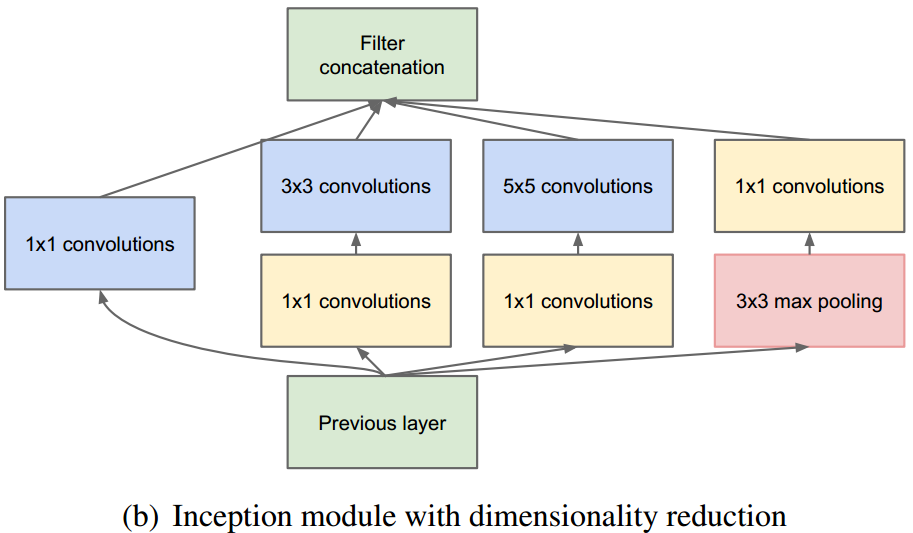 Filter
concatenation
3x3 convolutions
5x5 convolutions
1x1 convolutions
1x1 convolutions
1x1 convolutions
1x1 convolutions
3x3 max pooling
Previous layer
(b) Inception module with dimensionality reduction